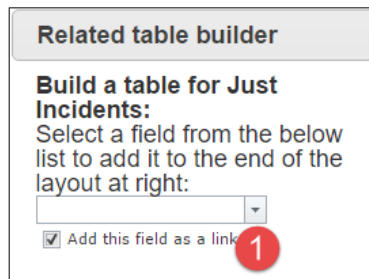 Related table builder
Build a table for Just
Incidents:
Select a field from the below
list to add it to the end of the
layout at right:
Add this field as a link
1